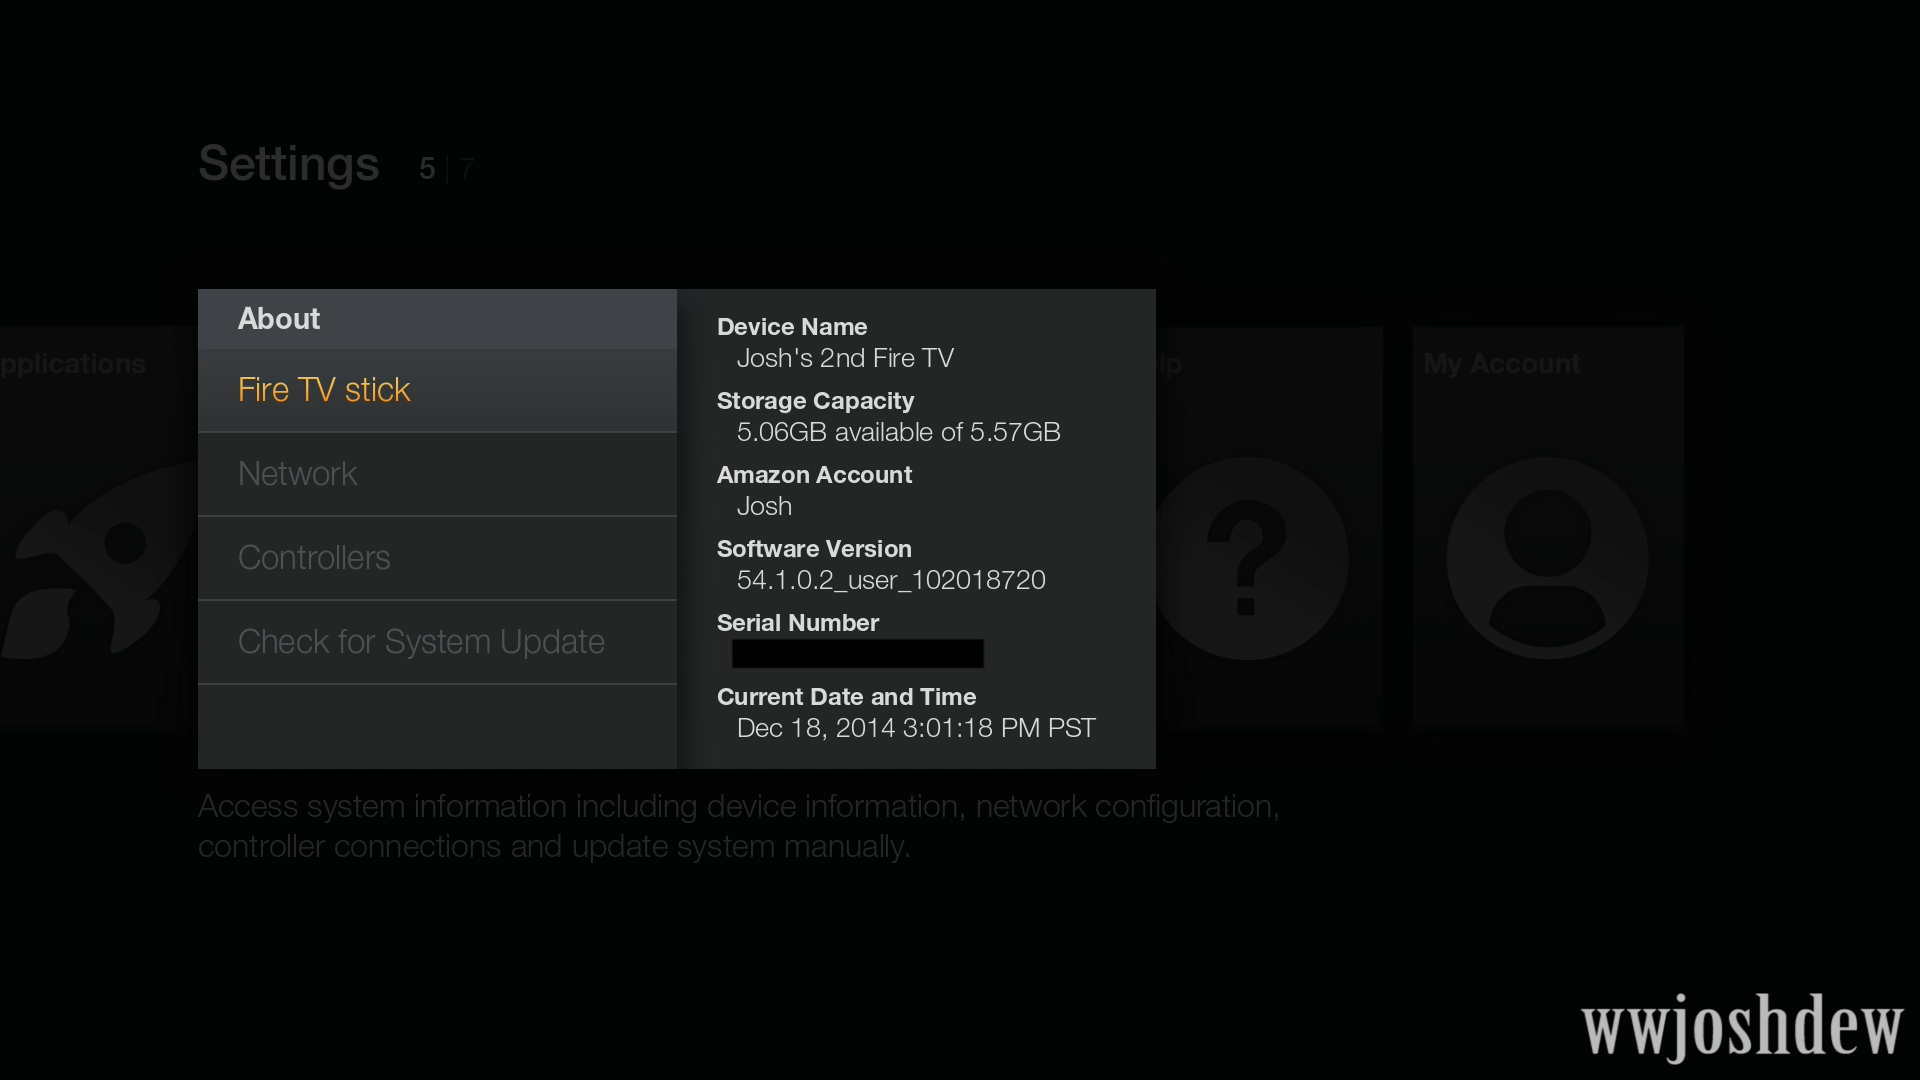 Settings 5 | 7
pplications
About
Fire TV stick
Network
Controllers
Check for System Update
Device Name
Josh's 2nd Fire TV
Storage Capacity
5.06GB available of 5.57GB
Amazon Account
Josh
Software Version
54.1.0.2_user_102018720
Serial Number
Current Date and Time
Dec 18, 2014 3:01:18 PM PST
lp
?
My Account
Access system information including device information, network configuration,
controller connections and update system manually.
wwjoshdew